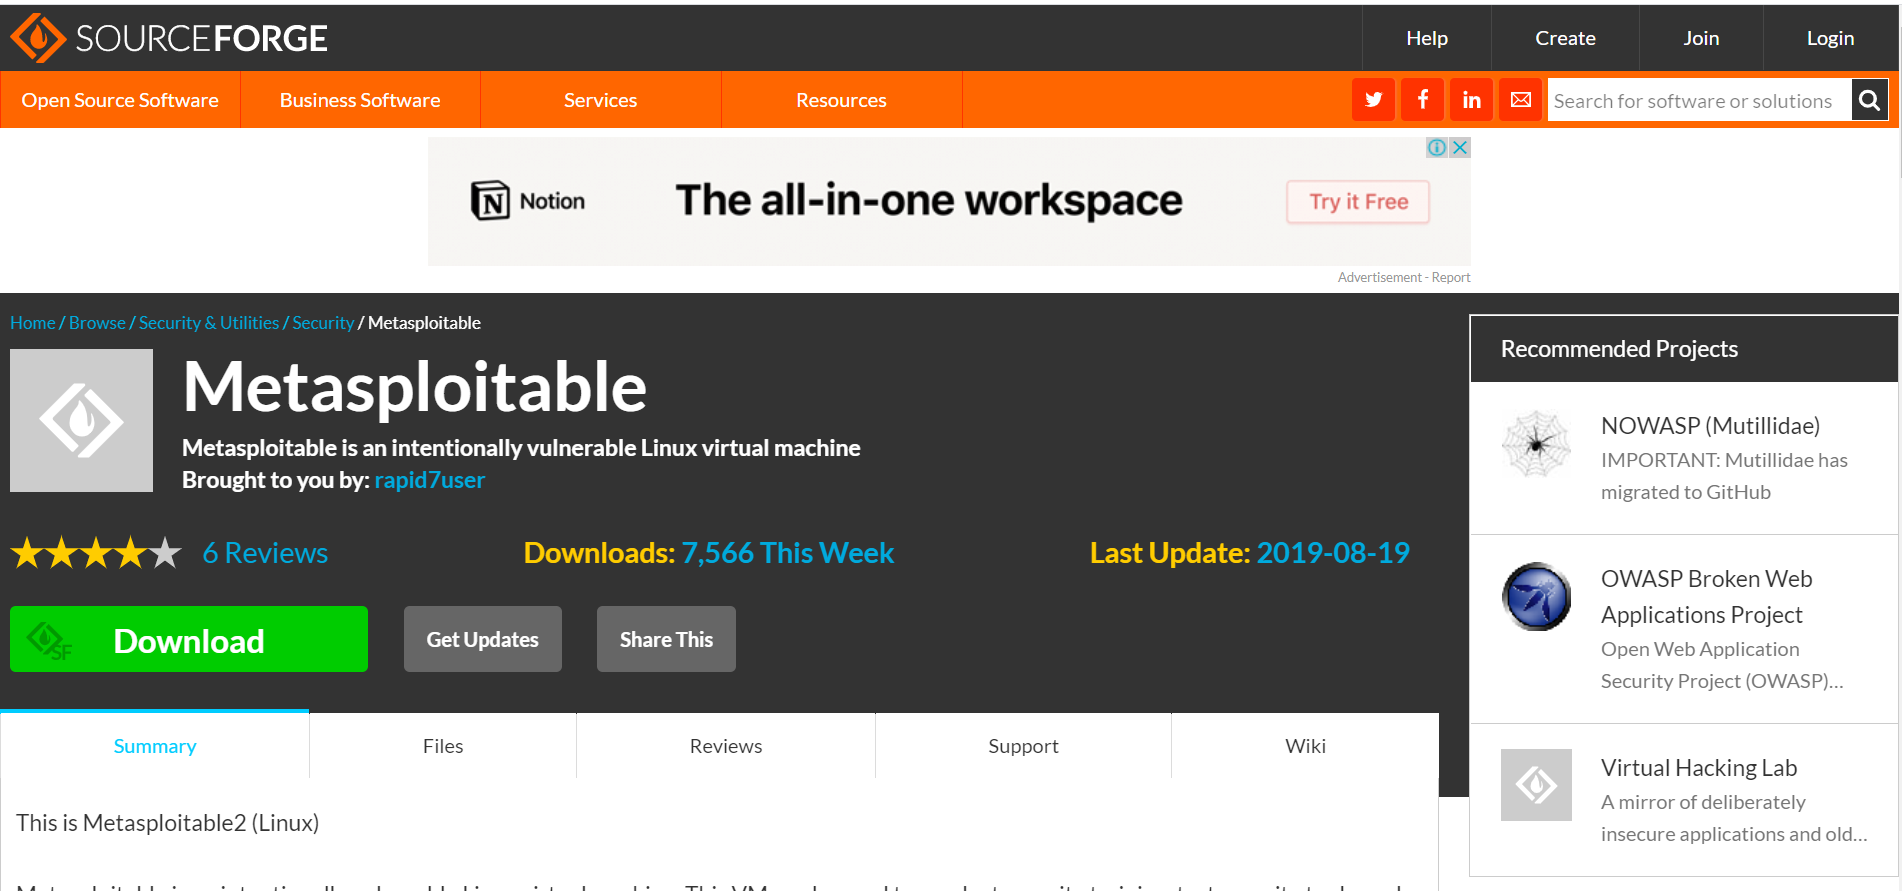 SOURCEFORGE
Help
Create
Join
Login
Open Source Software
Business Software
Services
Resources
Search for software or solutions
Notion
The all-in-one workspace
Try it Free
Advertisement - Report
Home / Browse / Security & Utilities / Security / Metasploitable
Metasploitable
Metasploitable is an intentionally vulnerable Linux virtual machine
Brought to you by: rapid7user
6 Reviews
Downloads: 7,566 This Week
Last Update: 2019-08-19
SF
Download
Get Updates
Share This
Summary
Files
Reviews
Support
Wiki
This is Metasploitable2 (Linux)
Recommended Projects
NOWASP (Mutillidae)
IMPORTANT: Mutillidae has
migrated to GitHub
OWASP Broken Web
Applications Project
Open Web Application
Security Project (OWASP)...
Virtual Hacking Lab
A mirror of deliberately
insecure applications and old...